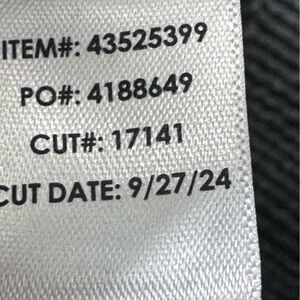 ITEM#: 43525399
PO#: 4188649
CUT#: 17141
CUT DATE: 9/27/24